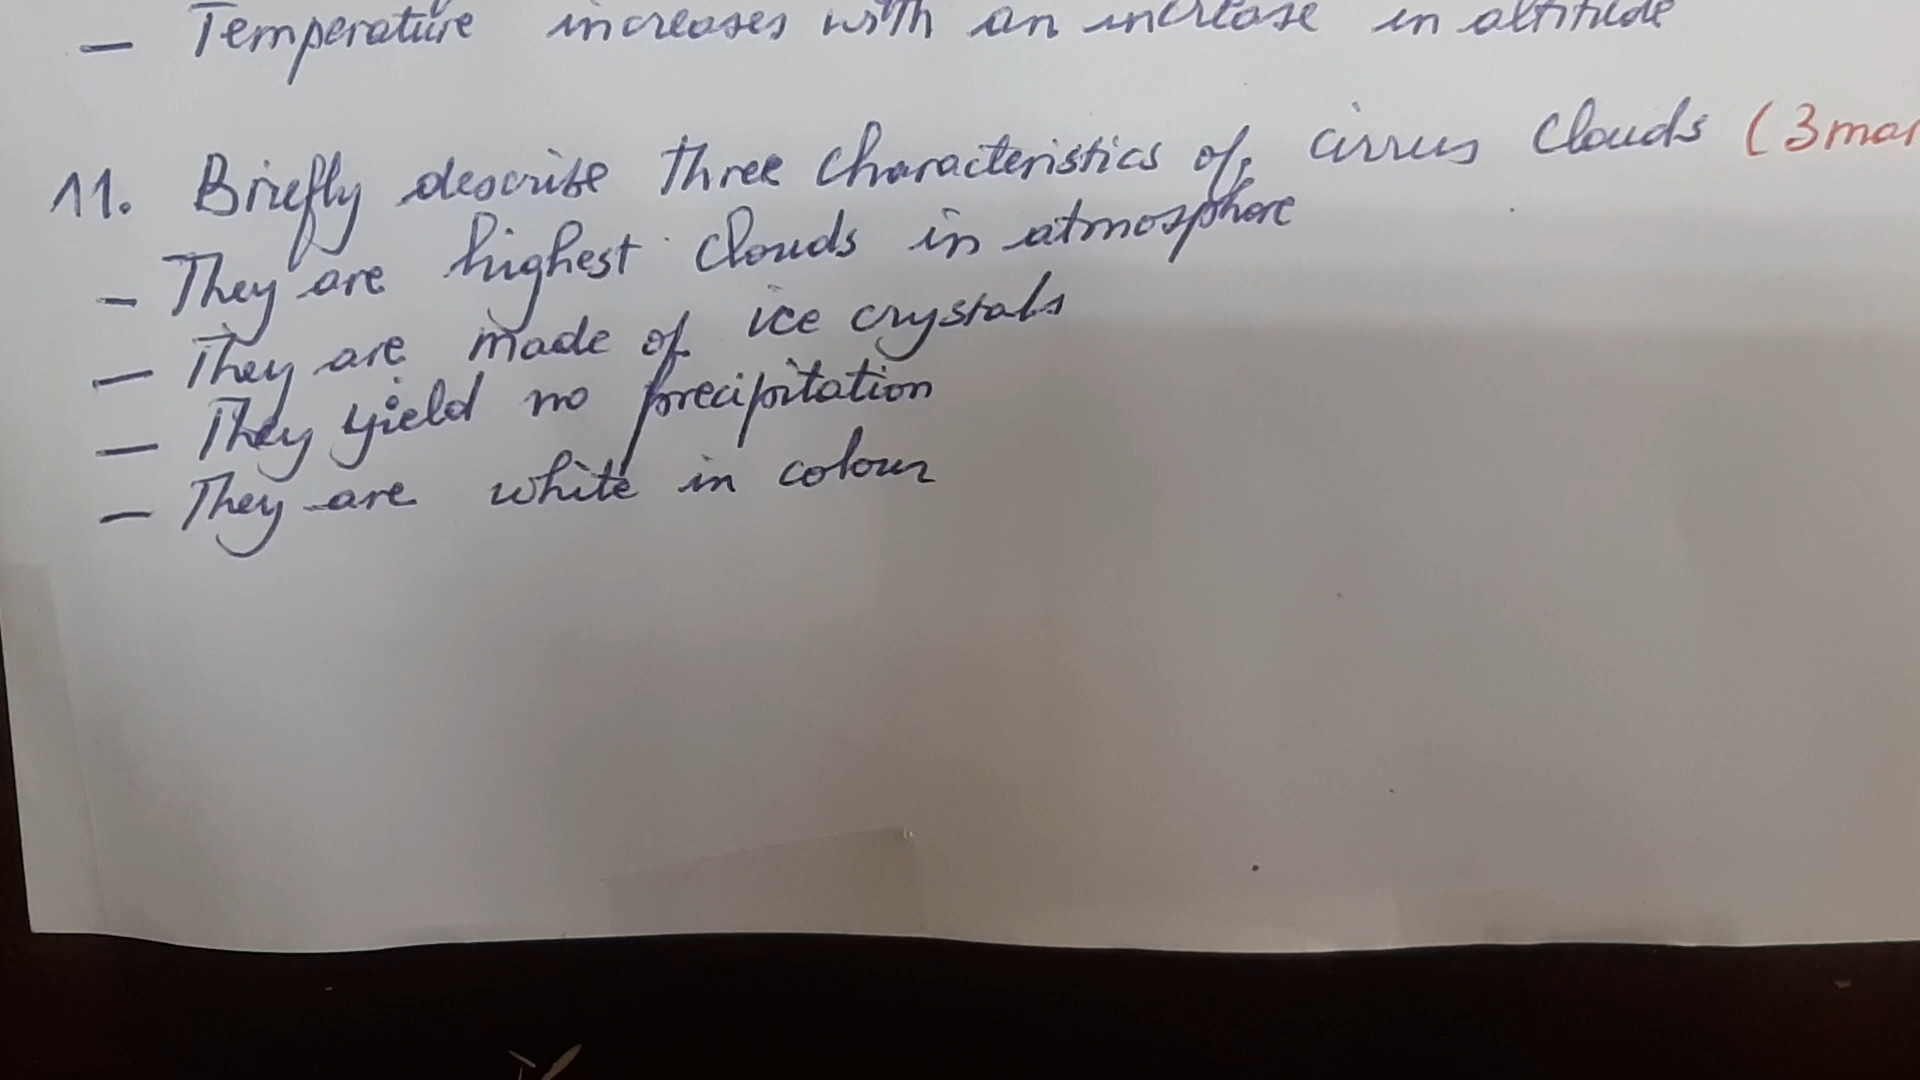 – Temperature increases with an increase in altitude
11. Briefly describe three characteristics of, cirrus clouds (3mar
– They are highest clouds in atmosphere
– They are made of ice crystals
– They yield no precipitation
– They are white in colour